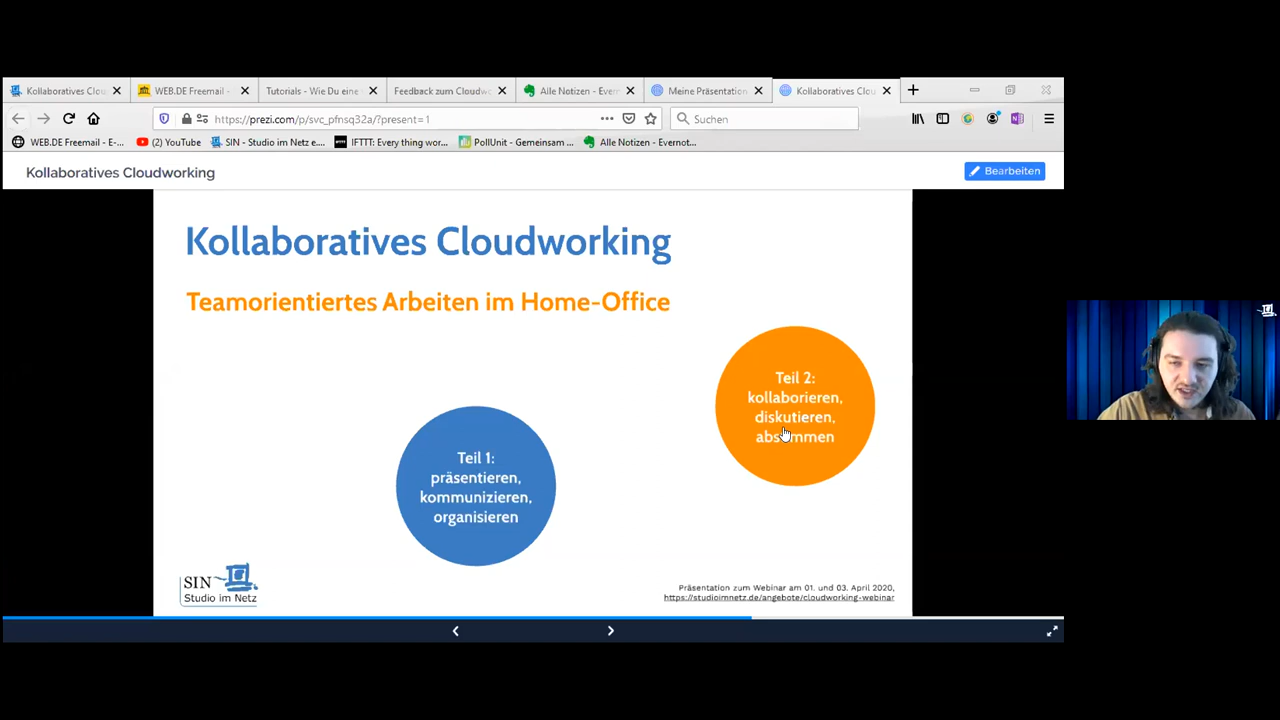 Kollaboratives Clou
WEB.DE Freemail -
Tutorials - Wie Du eine
Feedback zum Cloudw
Alle Notizen - Evern
Meine Präsentation
Kollaboratives Clou
https://prezi.com/p/svc_pfnsq32a/?present=1
Suchen
WEB.DE Freemail - E-...
YouTube
SIN - Studio im Netz e....
IFTTT: Every thing wor...
PollUnit - Gemeinsam ...
Alle Notizen - Evernot...
Kollaboratives Cloudworking
Bearbeiten
Kollaboratives Cloudworking
Teamorientiertes Arbeiten im Home-Office
Teil 2:
kollaborieren,
diskutieren,
abstimmen
Teil 1:
präsentieren,
kommunizieren,
organisieren
SIN
Studio im Netz
Präsentation zum Webinar am 01. und 03. April 2020,
https://studioimnetz.de/angebote/cloudworking-webinar